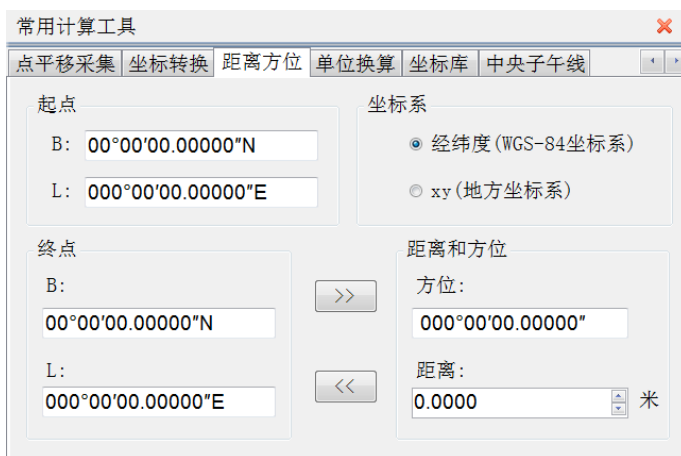 常用计算工具
点平移采集 坐标转换 距离方位 单位换算 坐标库 中央子午线
起点
B: 00°00′00.00000″N
L: 000°00′00.00000″E
坐标系
经纬度(WGS-84坐标系)
xy(地方坐标系)
终点
B:
00°00′00.00000″N
L:
000°00′00.00000″E
>>
<<
距离和方位
方位:
000°00′00.00000″
距离:
0.0000 米